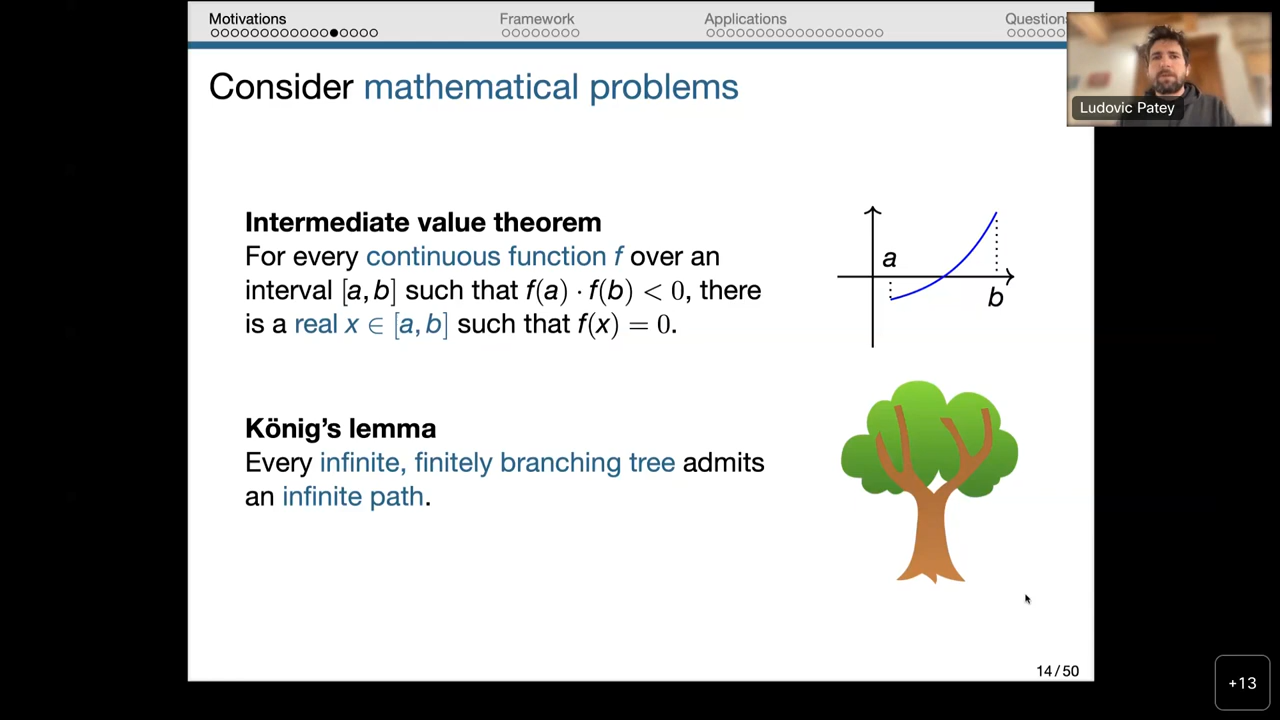 Motivations Framework Applications Question
Ludovic Patey
Consider mathematical problems
Intermediate value theorem
For every continuous function f over an
interval [a, b] such that f(a) · f(b) < 0, there
is a real x ∈ [a, b] such that f(x) = 0.
a
b
König's lemma
Every infinite, finitely branching tree admits
an infinite path.
14 / 50
+13